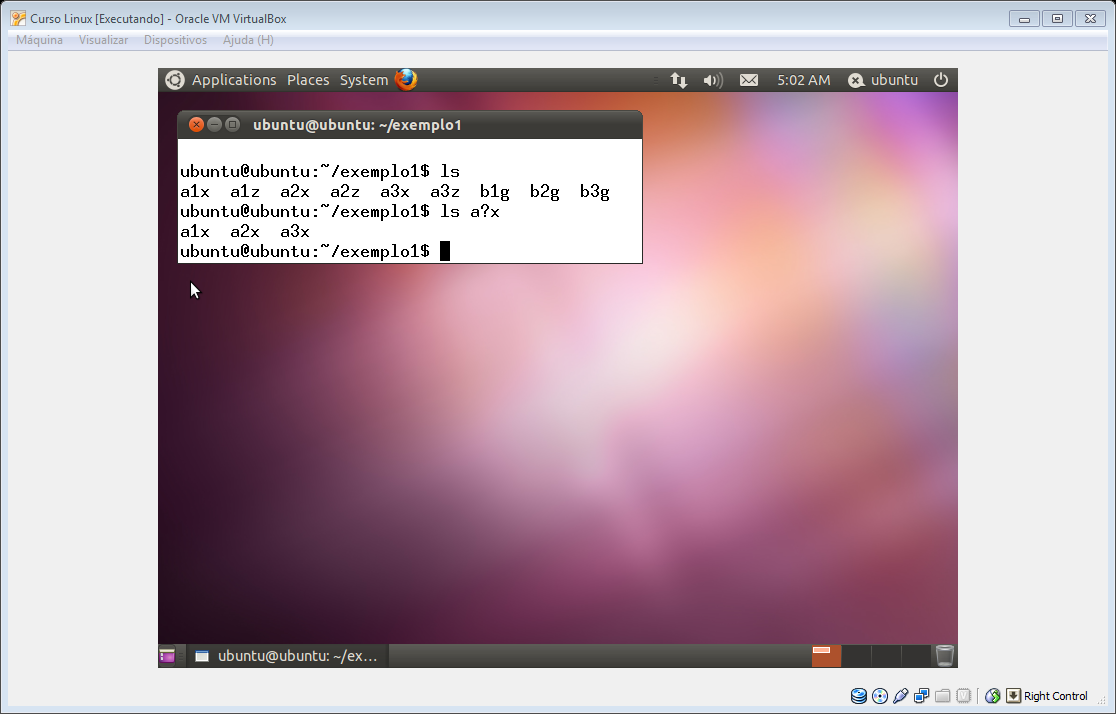 Curso Linux [Executando] - Oracle VM VirtualBox
Máquina Visualizar Dispositivos Ajuda (H)
Applications Places System 5:02 AM ubuntu
ubuntu@ubuntu: ~/exemplo1
ubuntu@ubuntu:~/exemplo1$ ls
a1x a1z a2x a2z a3x a3z b1g b2g b3g
ubuntu@ubuntu:~/exemplo1$ ls a?x
a1x a2x a3x
ubuntu@ubuntu:~/exemplo1$
ubuntu@ubuntu: ~/ex...
Right Control